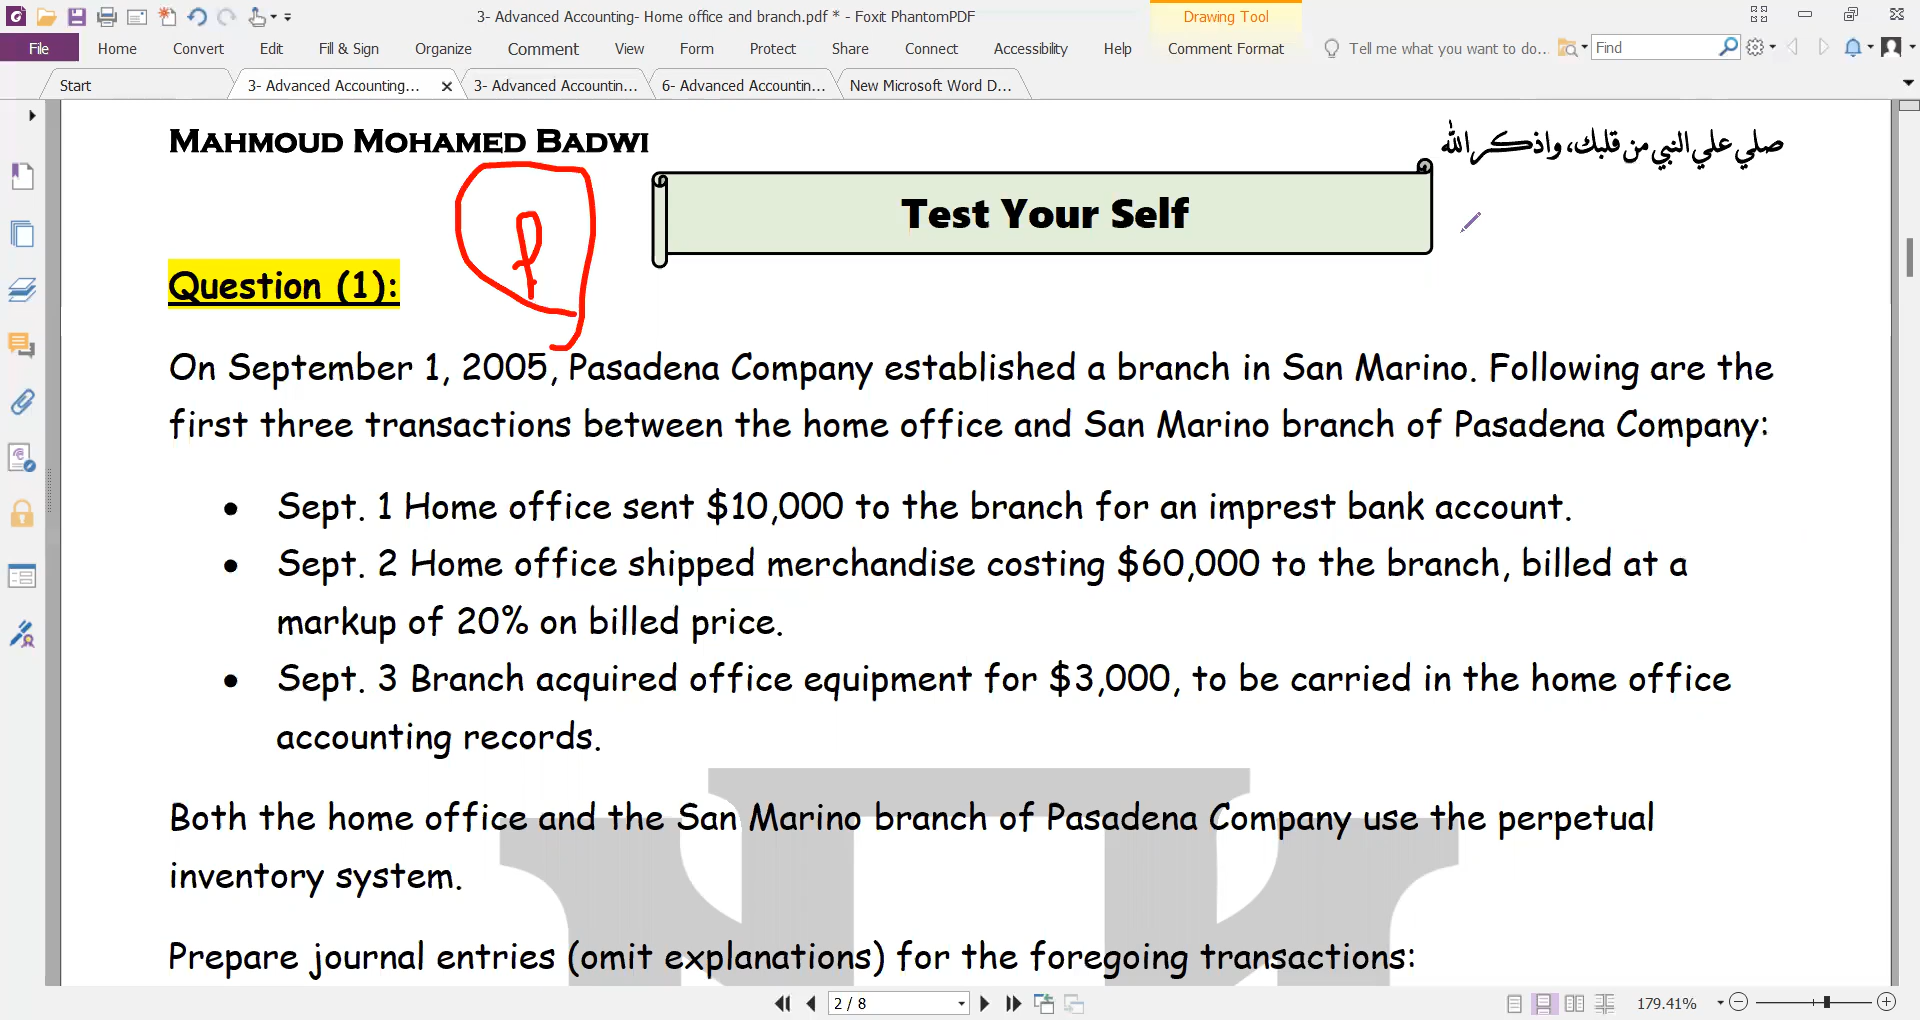 3- Advanced Accounting- Home office and branch.pdf * - Foxit PhantomPDF
Drawing Tool
File Home Convert Edit Fill & Sign Organize Comment View Form Protect Share Connect Accessibility Help Comment Format Tell me what you want to do... Find
Start 3- Advanced Accounting... 3- Advanced Accountin... 6- Advanced Accountin... New Microsoft Word D...
MAHMOUD MOHAMED BADWI
صلي علي النبي من قلبك، واذكر الله
Test Your Self
P
Question (1):
On September 1, 2005, Pasadena Company established a branch in San Marino. Following are the
first three transactions between the home office and San Marino branch of Pasadena Company:
• Sept. 1 Home office sent $10,000 to the branch for an imprest bank account.
• Sept. 2 Home office shipped merchandise costing $60,000 to the branch, billed at a
markup of 20% on billed price.
• Sept. 3 Branch acquired office equipment for $3,000, to be carried in the home office
accounting records.
Both the home office and the San Marino branch of Pasadena Company use the perpetual
inventory system.
Prepare journal entries (omit explanations) for the foregoing transactions:
2 / 8
179.41%